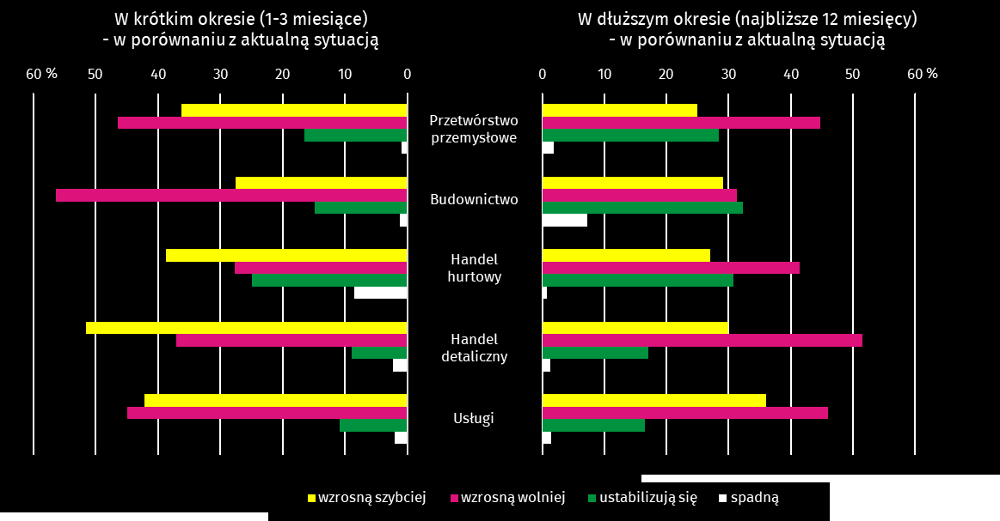 W krótkim okresie (1-3 miesiące)
- w porównaniu z aktualną sytuacją
W dłuższym okresie (najbliższe 12 miesięcy)
- w porównaniu z aktualną sytuacją
60 % 50 40 30 20 10 0
0 10 20 30 40 50 60 %
Przetwórstwo
przemysłowe
Budownictwo
Handel
hurtowy
Handel
detaliczny
Usługi
wzrosną szybciej wzrosną wolniej ustabilizują się spadną